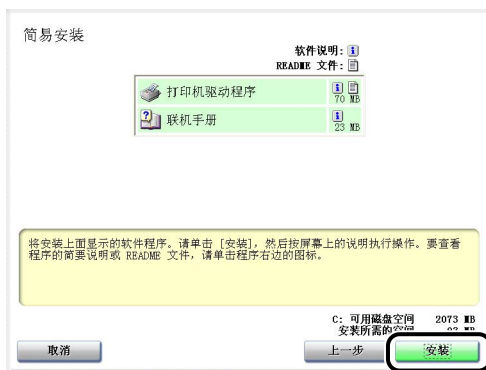 简易安装
软件说明:
README 文件:
打印机驱动程序
70 MB
联机手册
23 MB
将安装上面显示的软件程序。请单击 [安装]，然后按屏幕上的说明执行操作。要查看
程序的简要说明或 README 文件，请单击程序右边的图标。
C: 可用磁盘空间 2073 MB
安装所需的空间 93 MB
取消
上一步
安装